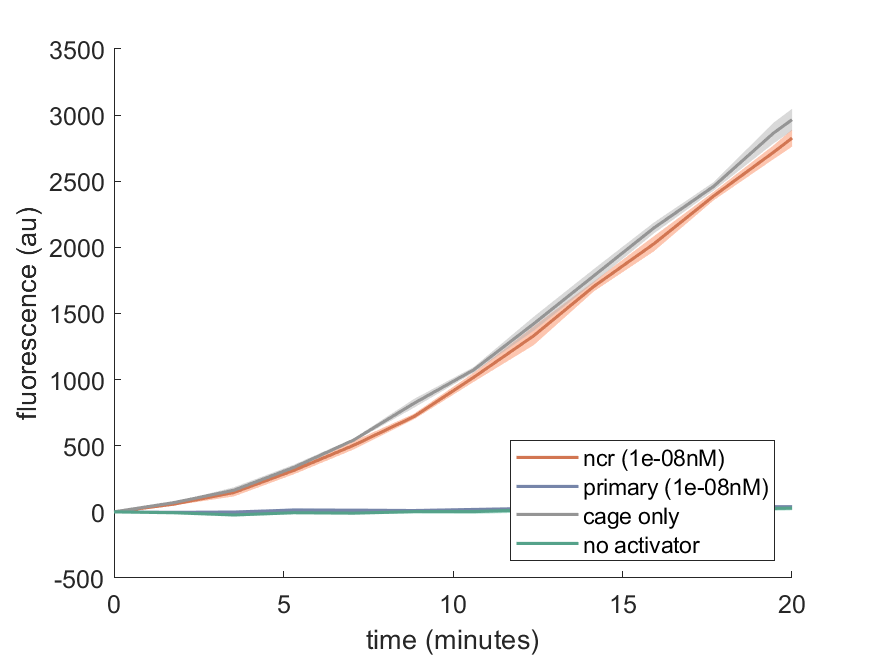 3500
3000
2500
2000
1500
1000
500
0
-500
fluorescence (au)
ncr (1e-08nM)
primary (1e-08nM)
cage only
no activator
0 5 10 15 20
time (minutes)